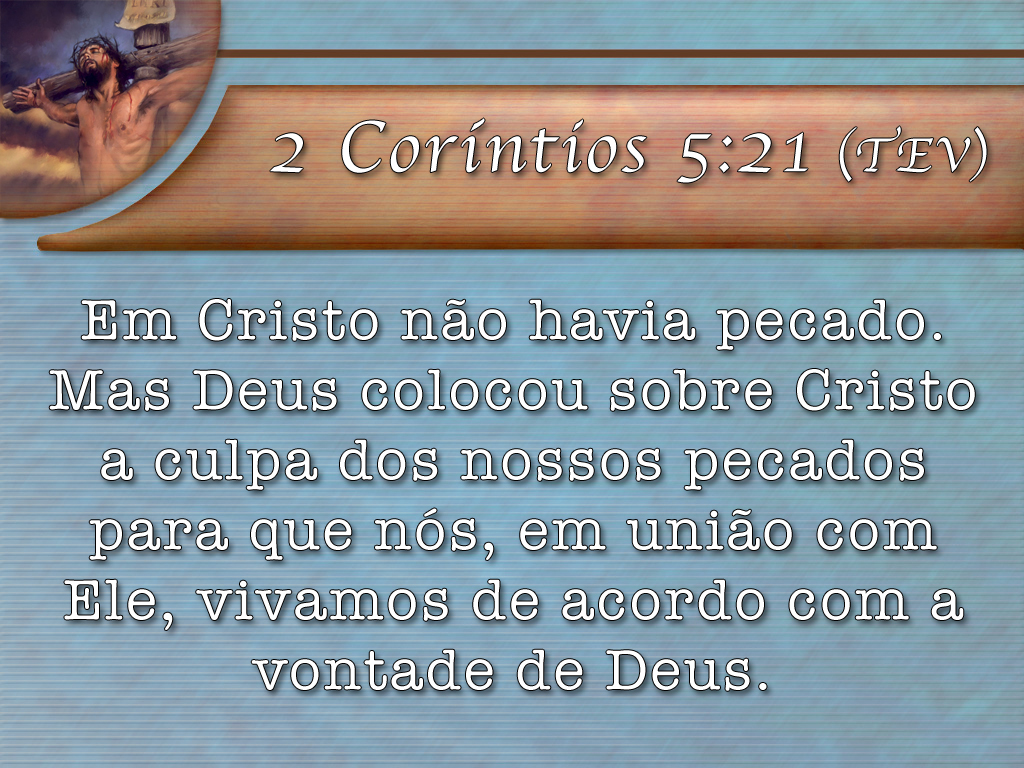 2 Coríntios 5:21 (TEV)
Em Cristo não havia pecado.
Mas Deus colocou sobre Cristo
a culpa dos nossos pecados
para que nós, em união com
Ele, vivamos de acordo com a
vontade de Deus.